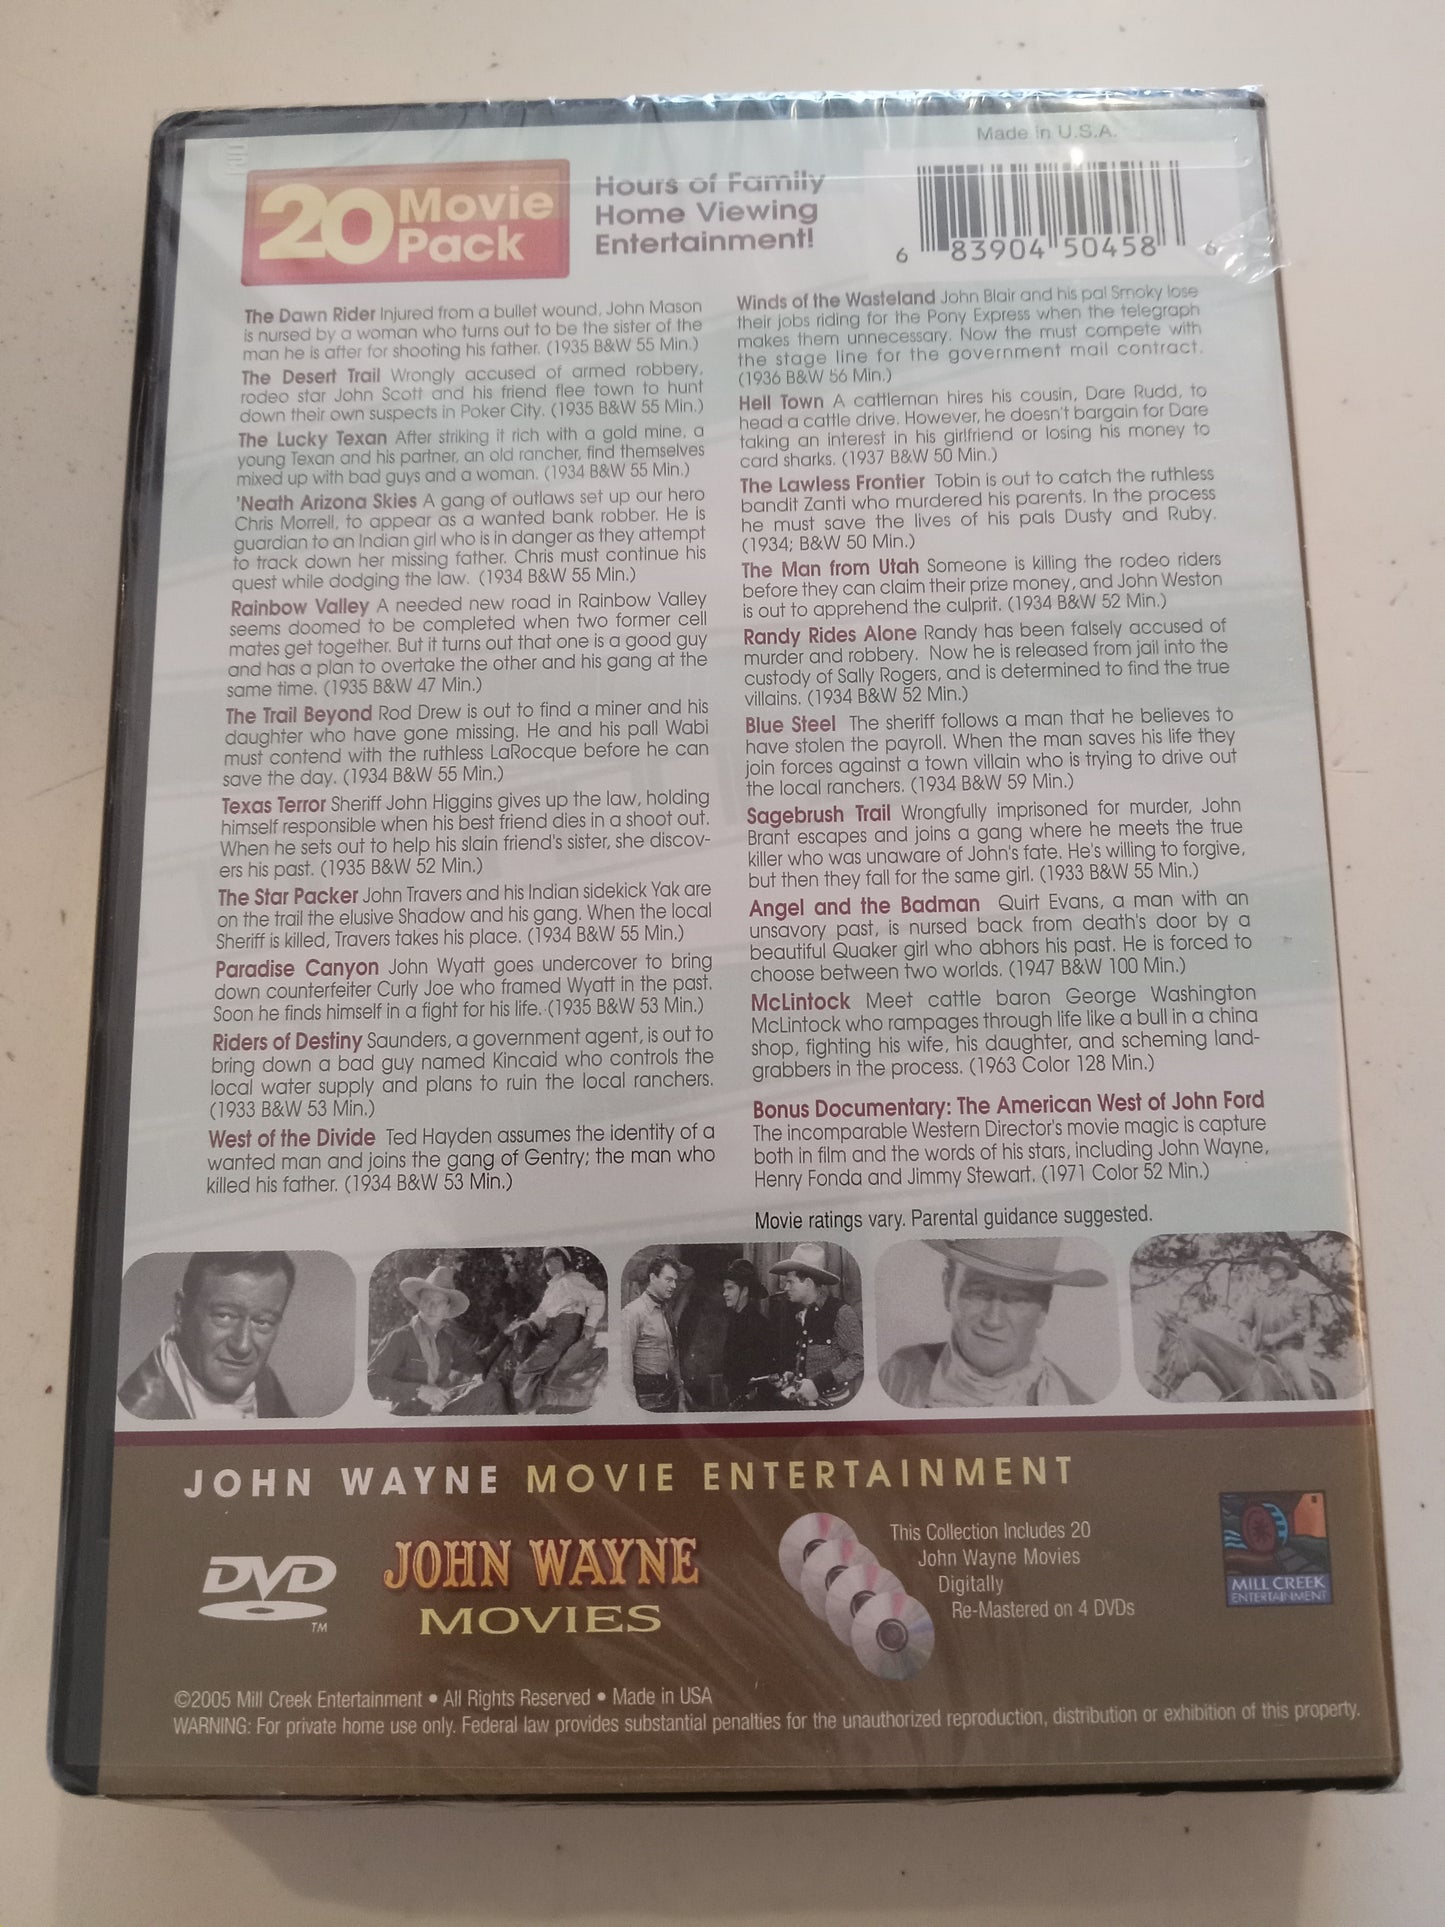 Made in U.S.A.
20 Movie Pack
Hours of Family
Home Viewing
Entertainment!
6 83904 50458 6
The Dawn Rider Injured from a bullet wound, John Mason
is nursed by a woman who turns out to be the sister of the
man he is after for shooting his father. (1935 B&W 55 Min.)
The Desert Trail Wrongly accused of armed robbery,
rodeo star John Scott and his friend flee town to hunt
down their own suspects in Poker City. (1935 B&W 55 Min.)
The Lucky Texan After striking it rich with a gold mine, a
young Texan and his partner, an old rancher, find themselves
mixed up with bad guys and a woman. (1934 B&W 55 Min.)
'Neath Arizona Skies A gang of outlaws set up our hero
Chris Morrell, to appear as a wanted bank robber. He is
guardian to an Indian girl who is in danger as they attempt
to track down her missing father. Chris must continue his
quest while dodging the law. (1934 B&W 55 Min.)
Rainbow Valley A needed new road in Rainbow Valley
seems doomed to be completed when two former cell
mates get together. But it turns out that one is a good guy
and has a plan to overtake the other and his gang at the
same time. (1935 B&W 47 Min.)
The Trail Beyond Rod Drew is out to find a miner and his
daughter who have gone missing. He and his pall Wabi
must contend with the ruthless LaRocque before he can
save the day. (1934 B&W 55 Min.)
Texas Terror Sheriff John Higgins gives up the law, holding
himself responsible when his best friend dies in a shoot out.
When he sets out to help his slain friend's sister, she discov-
ers his past. (1935 B&W 52 Min.)
The Star Packer John Travers and his Indian sidekick Yak are
on the trail the elusive Shadow and his gang. When the local
Sheriff is killed, Travers takes his place. (1934 B&W 55 Min.)
Paradise Canyon John Wyatt goes undercover to bring
down counterfeiter Curly Joe who framed Wyatt in the past.
Soon he finds himself in a fight for his life. (1935 B&W 53 Min.)
Riders of Destiny Saunders, a government agent, is out to
bring down a bad guy named Kincaid who controls the
local water supply and plans to ruin the local ranchers.
(1933 B&W 53 Min.)
West of the Divide Ted Hayden assumes the identity of a
wanted man and joins the gang of Gentry; the man who
killed his father. (1934 B&W 53 Min.)
Winds of the Wasteland John Blair and his pal Smoky lose
their jobs riding for the Pony Express when the telegraph
makes them unnecessary. Now the must compete with
the stage line for the government mail contract.
(1936 B&W 56 Min.)
Hell Town A cattleman hires his cousin, Dare Rudd, to
head a cattle drive. However, he doesn't bargain for Dare
taking an interest in his girlfriend or losing his money to
card sharks. (1937 B&W 50 Min.)
The Lawless Frontier Tobin is out to catch the ruthless
bandit Zanti who murdered his parents. In the process
he must save the lives of his pals Dusty and Ruby.
(1934; B&W 50 Min.)
The Man from Utah Someone is killing the rodeo riders
before they can claim their prize money, and John Weston
is out to apprehend the culprit. (1934 B&W 52 Min.)
Randy Rides Alone Randy has been falsely accused of
murder and robbery. Now he is released from jail into the
custody of Sally Rogers, and is determined to find the true
villains. (1934 B&W 52 Min.)
Blue Steel The sheriff follows a man that he believes to
have stolen the payroll. When the man saves his life they
join forces against a town villain who is trying to drive out
the local ranchers. (1934 B&W 59 Min.)
Sagebrush Trail Wrongfully imprisoned for murder, John
Brant escapes and joins a gang where he meets the true
killer who was unaware of John's fate. He's willing to forgive,
but then they fall for the same girl. (1933 B&W 55 Min.)
Angel and the Badman Quirt Evans, a man with an
unsavory past, is nursed back from death's door by a
beautiful Quaker girl who abhors his past. He is forced to
choose between two worlds. (1947 B&W 100 Min.)
McLintock Meet cattle baron George Washington
McLintock who rampages through life like a bull in a china
shop, fighting his wife, his daughter, and scheming land-
grabbers in the process. (1963 Color 128 Min.)
Bonus Documentary: The American West of John Ford
The incomparable Western Director's movie magic is capture
both in film and the words of his stars, including John Wayne,
Henry Fonda and Jimmy Stewart. (1971 Color 52 Min.)
Movie ratings vary. Parental guidance suggested.
JOHN WAYNE MOVIE ENTERTAINMENT
DVD
TM
JOHN WAYNE
MOVIES
This Collection Includes 20
John Wayne Movies
Digitally
Re-Mastered on 4 DVDs
MILL CREEK
ENTERTAINMENT
©2005 Mill Creek Entertainment • All Rights Reserved • Made in USA
WARNING: For private home use only. Federal law provides substantial penalties for the unauthorized reproduction, distribution or exhibition of this property.